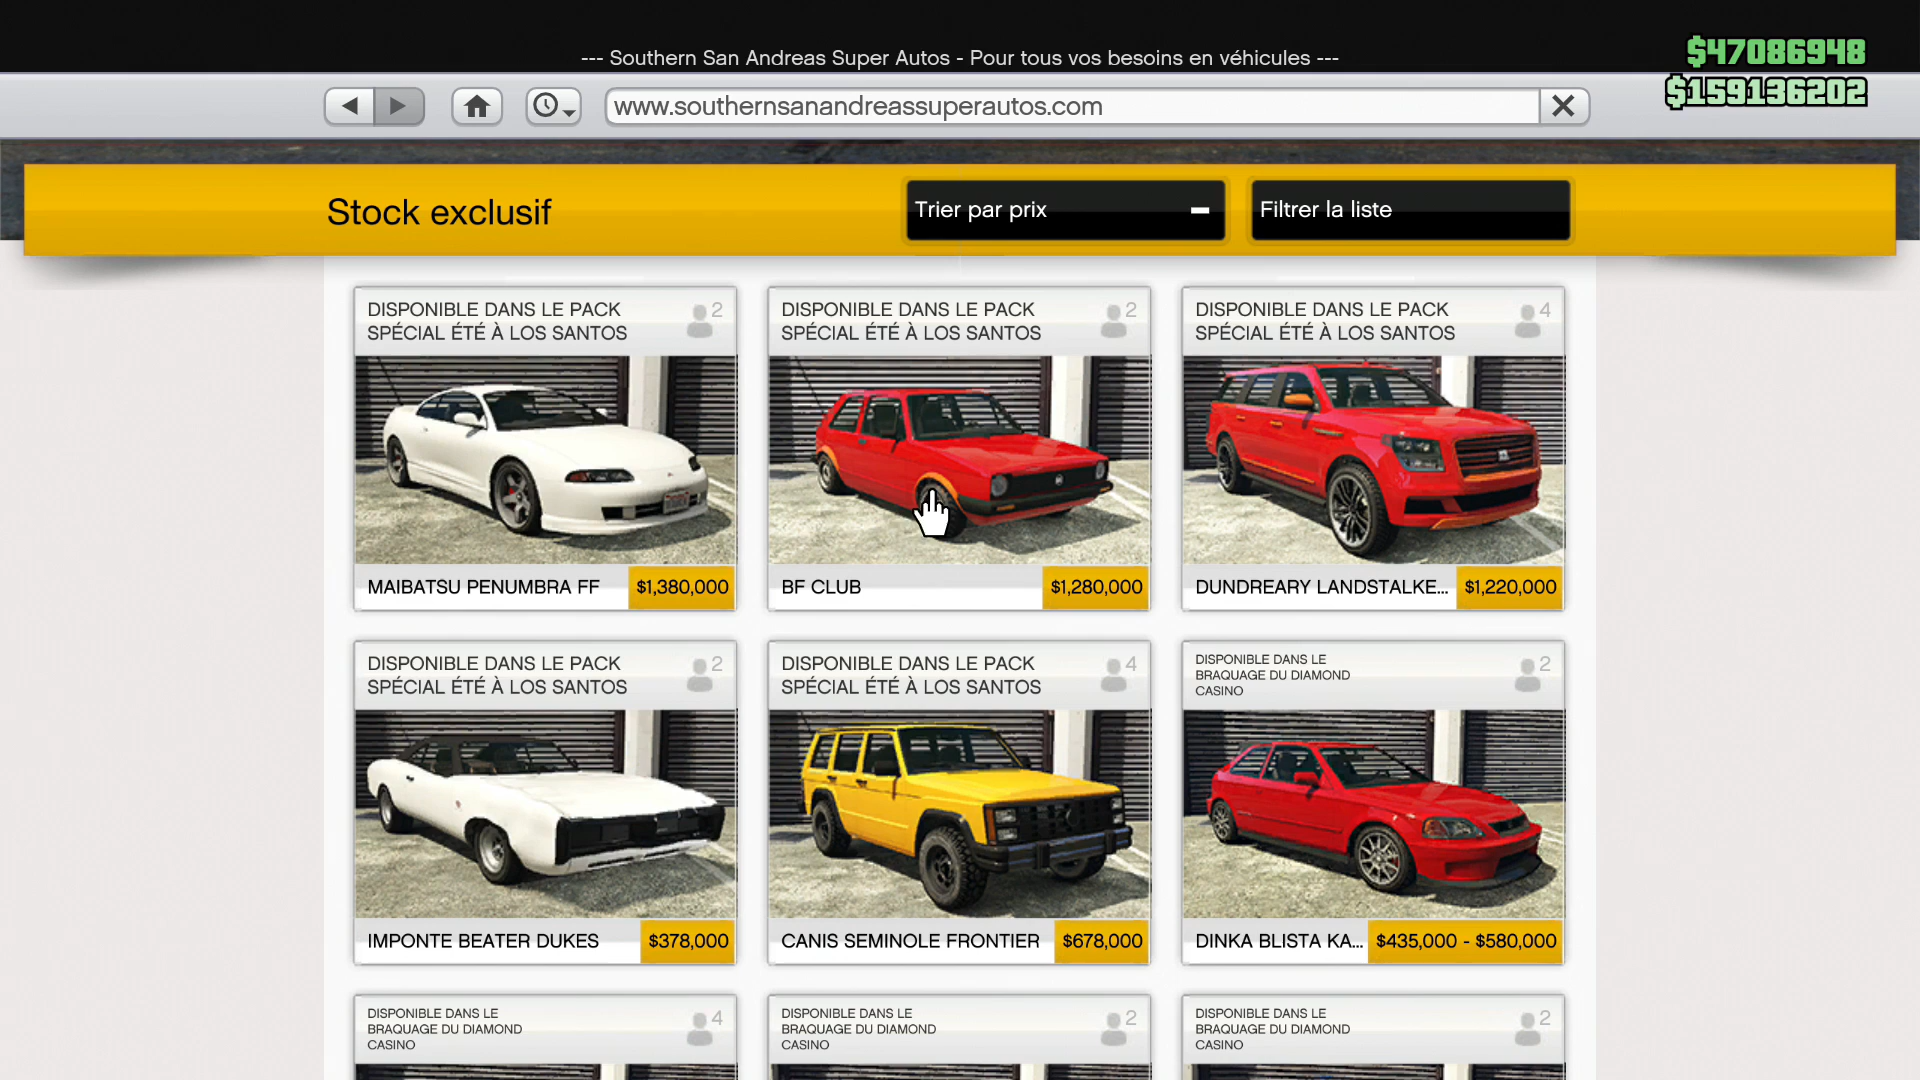 --- Southern San Andreas Super Autos - Pour tous vos besoins en véhicules ---
$47086948
$159136202
www.southernsanandreassuperautos.com
Stock exclusif
Trier par prix
Filtrer la liste
DISPONIBLE DANS LE PACK
SPÉCIAL ÉTÉ À LOS SANTOS
2
MAIBATSU PENUMBRA FF
$1,380,000
DISPONIBLE DANS LE PACK
SPÉCIAL ÉTÉ À LOS SANTOS
2
BF CLUB
$1,280,000
DISPONIBLE DANS LE PACK
SPÉCIAL ÉTÉ À LOS SANTOS
4
DUNDREARY LANDSTALKE...
$1,220,000
DISPONIBLE DANS LE PACK
SPÉCIAL ÉTÉ À LOS SANTOS
2
IMPONTE BEATER DUKES
$378,000
DISPONIBLE DANS LE PACK
SPÉCIAL ÉTÉ À LOS SANTOS
4
CANIS SEMINOLE FRONTIER
$678,000
DISPONIBLE DANS LE
BRAQUAGE DU DIAMOND
CASINO
2
DINKA BLISTA KA...
$435,000 - $580,000
DISPONIBLE DANS LE
BRAQUAGE DU DIAMOND
CASINO
4
DISPONIBLE DANS LE
BRAQUAGE DU DIAMOND
CASINO
2
DISPONIBLE DANS LE
BRAQUAGE DU DIAMOND
CASINO
2